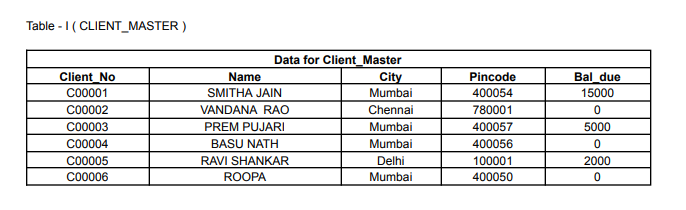 Table - I ( CLIENT_MASTER )
Data for Client_Master
Client_No Name City Pincode Bal_due
C00001 SMITHA JAIN Mumbai 400054 15000
C00002 VANDANA RAO Chennai 780001 0
C00003 PREM PUJARI Mumbai 400057 5000
C00004 BASU NATH Mumbai 400056 0
C00005 RAVI SHANKAR Delhi 100001 2000
C00006 ROOPA Mumbai 400050 0